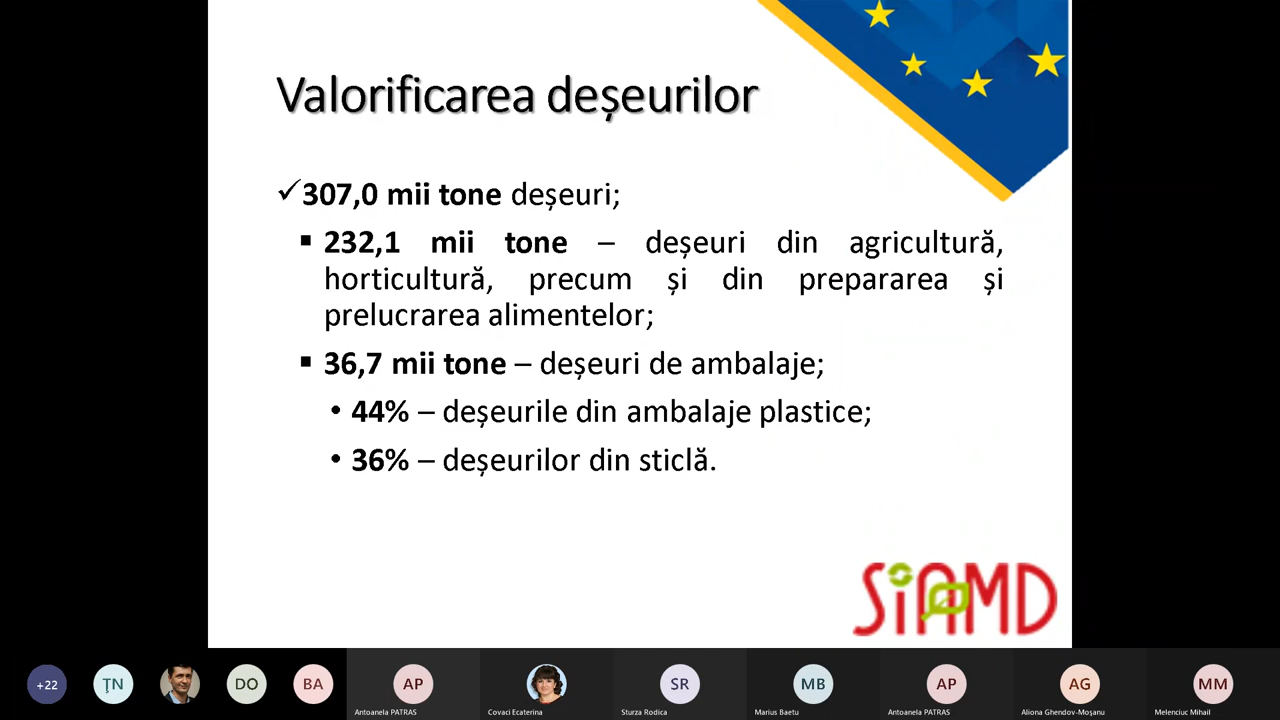 Valorificarea deșeurilor
✓307,0 mii tone deșeuri;
▪ 232,1 mii tone – deșeuri din agricultură,
horticultură, precum și din prepararea și
prelucrarea alimentelor;
▪ 36,7 mii tone – deșeuri de ambalaje;
• 44% – deșeurile din ambalaje plastice;
• 36% – deșeurilor din sticlă.
SiAMD
+22
ŢN
DO
BA
AP
SR
MB
AP
AG
MM
Antoanela PATRAS
Covaci Ecaterina
Sturza Rodica
Marius Baetu
Antoanela PATRAS
Aliona Ghendov-Moşanu
Melenciuc Mihail